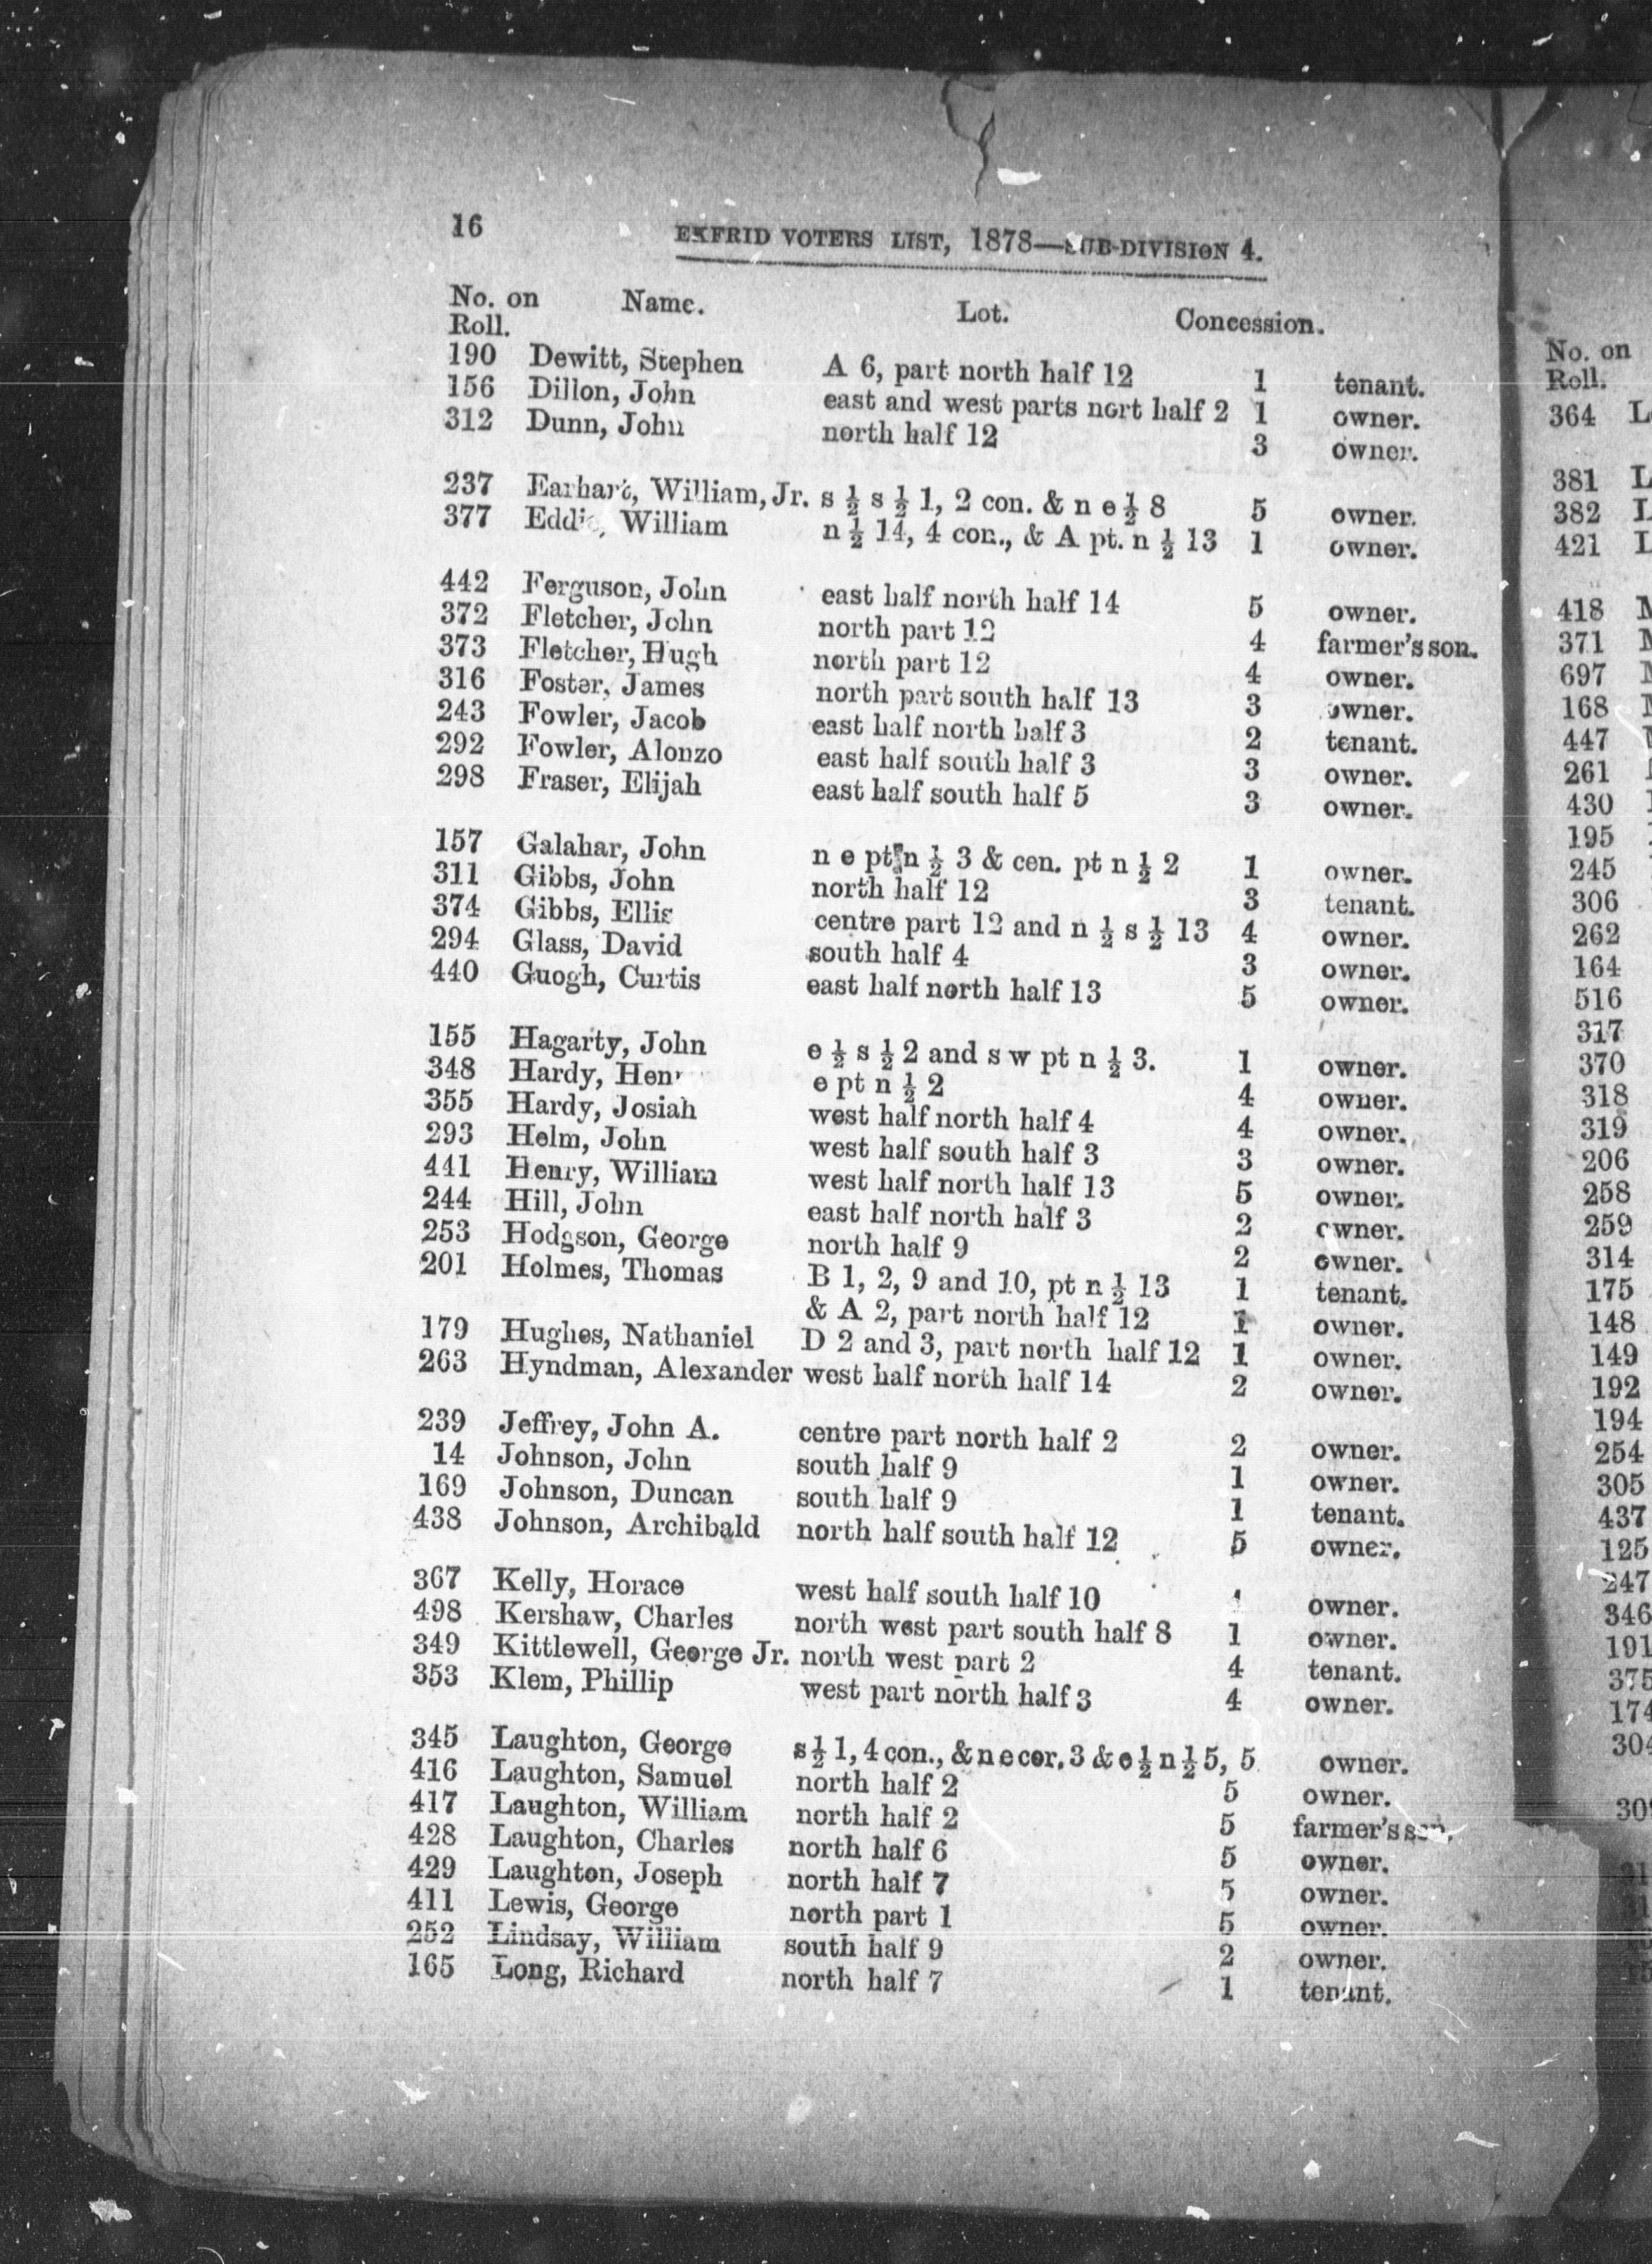 16 EKFRID VOTERS LIST, 1878—SUB-DIVISION 4.
No. on Roll. Name. Lot. Concession.
190 Dewitt, Stephen A 6, part north half 12 1 tenant.
156 Dillon, John east and west parts nort half 2 1 owner.
312 Dunn, John north half 12 3 owner.
237 Earhart, William, Jr. s ½ s ½ 1, 2 con. & n e ½ 8 5 owner.
377 Eddie, William n ½ 14, 4 con., & A pt. n ½ 13 1 owner.
442 Ferguson, John east half north half 14 5 owner.
372 Fletcher, John north part 12 4 farmer's son.
373 Fletcher, Hugh north part 12 4 owner.
316 Foster, James north part south half 13 3 owner.
243 Fowler, Jacob east half north half 3 2 tenant.
292 Fowler, Alonzo east half south half 3 3 owner.
298 Fraser, Elijah east half south half 5 3 owner.
157 Galahar, John n e pt n ½ 3 & cen. pt n ½ 2 1 owner.
311 Gibbs, John north half 12 3 tenant.
374 Gibbs, Ellis centre part 12 and n ½ s ½ 13 4 owner.
294 Glass, David south half 4 3 owner.
440 Guogh, Curtis east half north half 13 5 owner.
155 Hagarty, John e ½ s ½ 2 and s w pt n ½ 3. 1 owner.
348 Hardy, Henr e pt n ½ 2 4 owner.
355 Hardy, Josiah west half north half 4 4 owner.
293 Helm, John west half south half 3 3 owner.
441 Henry, William west half north half 13 5 owner.
244 Hill, John east half north half 3 2 owner.
253 Hodgson, George north half 9 2 owner.
201 Holmes, Thomas B 1, 2, 9 and 10, pt n ½ 13 1 tenant.
& A 2, part north half 12 1 owner.
179 Hughes, Nathaniel D 2 and 3, part north half 12 1 owner.
263 Hyndman, Alexander west half north half 14 2 owner.
239 Jeffrey, John A. centre part north half 2 2 owner.
14 Johnson, John south half 9 1 owner.
169 Johnson, Duncan south half 9 1 tenant.
438 Johnson, Archibald north half south half 12 5 owner.
367 Kelly, Horace west half south half 10 owner.
498 Kershaw, Charles north west part south half 8 1 owner.
349 Kittlewell, George Jr. north west part 2 4 tenant.
353 Klem, Phillip west part north half 3 4 owner.
345 Laughton, George s ½ 1, 4 con., & n e cor. 3 & e ½ n ½ 5, 5 owner.
416 Laughton, Samuel north half 2 5 owner.
417 Laughton, William north half 2 5 farmer's son.
428 Laughton, Charles north half 6 5 owner.
429 Laughton, Joseph north half 7 5 owner.
411 Lewis, George north part 1 5 owner.
252 Lindsay, William south half 9 2 owner.
165 Long, Richard north half 7 1 tenant.
No. on
Roll.
364 L
381 L
382 L
421 L
418 M
371 M
697 M
168 M
447
261
430
195
245
306
262
164
516
317
370
318
319
206
258
259
314
175
148
149
192
194
254
305
437
125
247
346
191
375
174
304